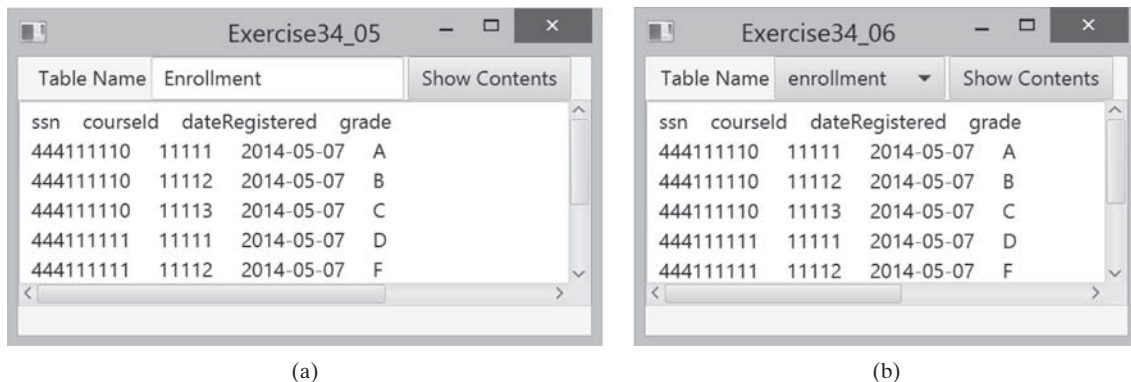 Exercise34_05
Table Name Enrollment Show Contents
ssn courseId dateRegistered grade
444111110 11111 2014-05-07 A
444111110 11112 2014-05-07 B
444111110 11113 2014-05-07 C
444111111 11111 2014-05-07 D
444111111 11112 2014-05-07 F
(a)
Exercise34_06
Table Name enrollment Show Contents
ssn courseId dateRegistered grade
444111110 11111 2014-05-07 A
444111110 11112 2014-05-07 B
444111110 11113 2014-05-07 C
444111111 11111 2014-05-07 D
444111111 11112 2014-05-07 F
(b)